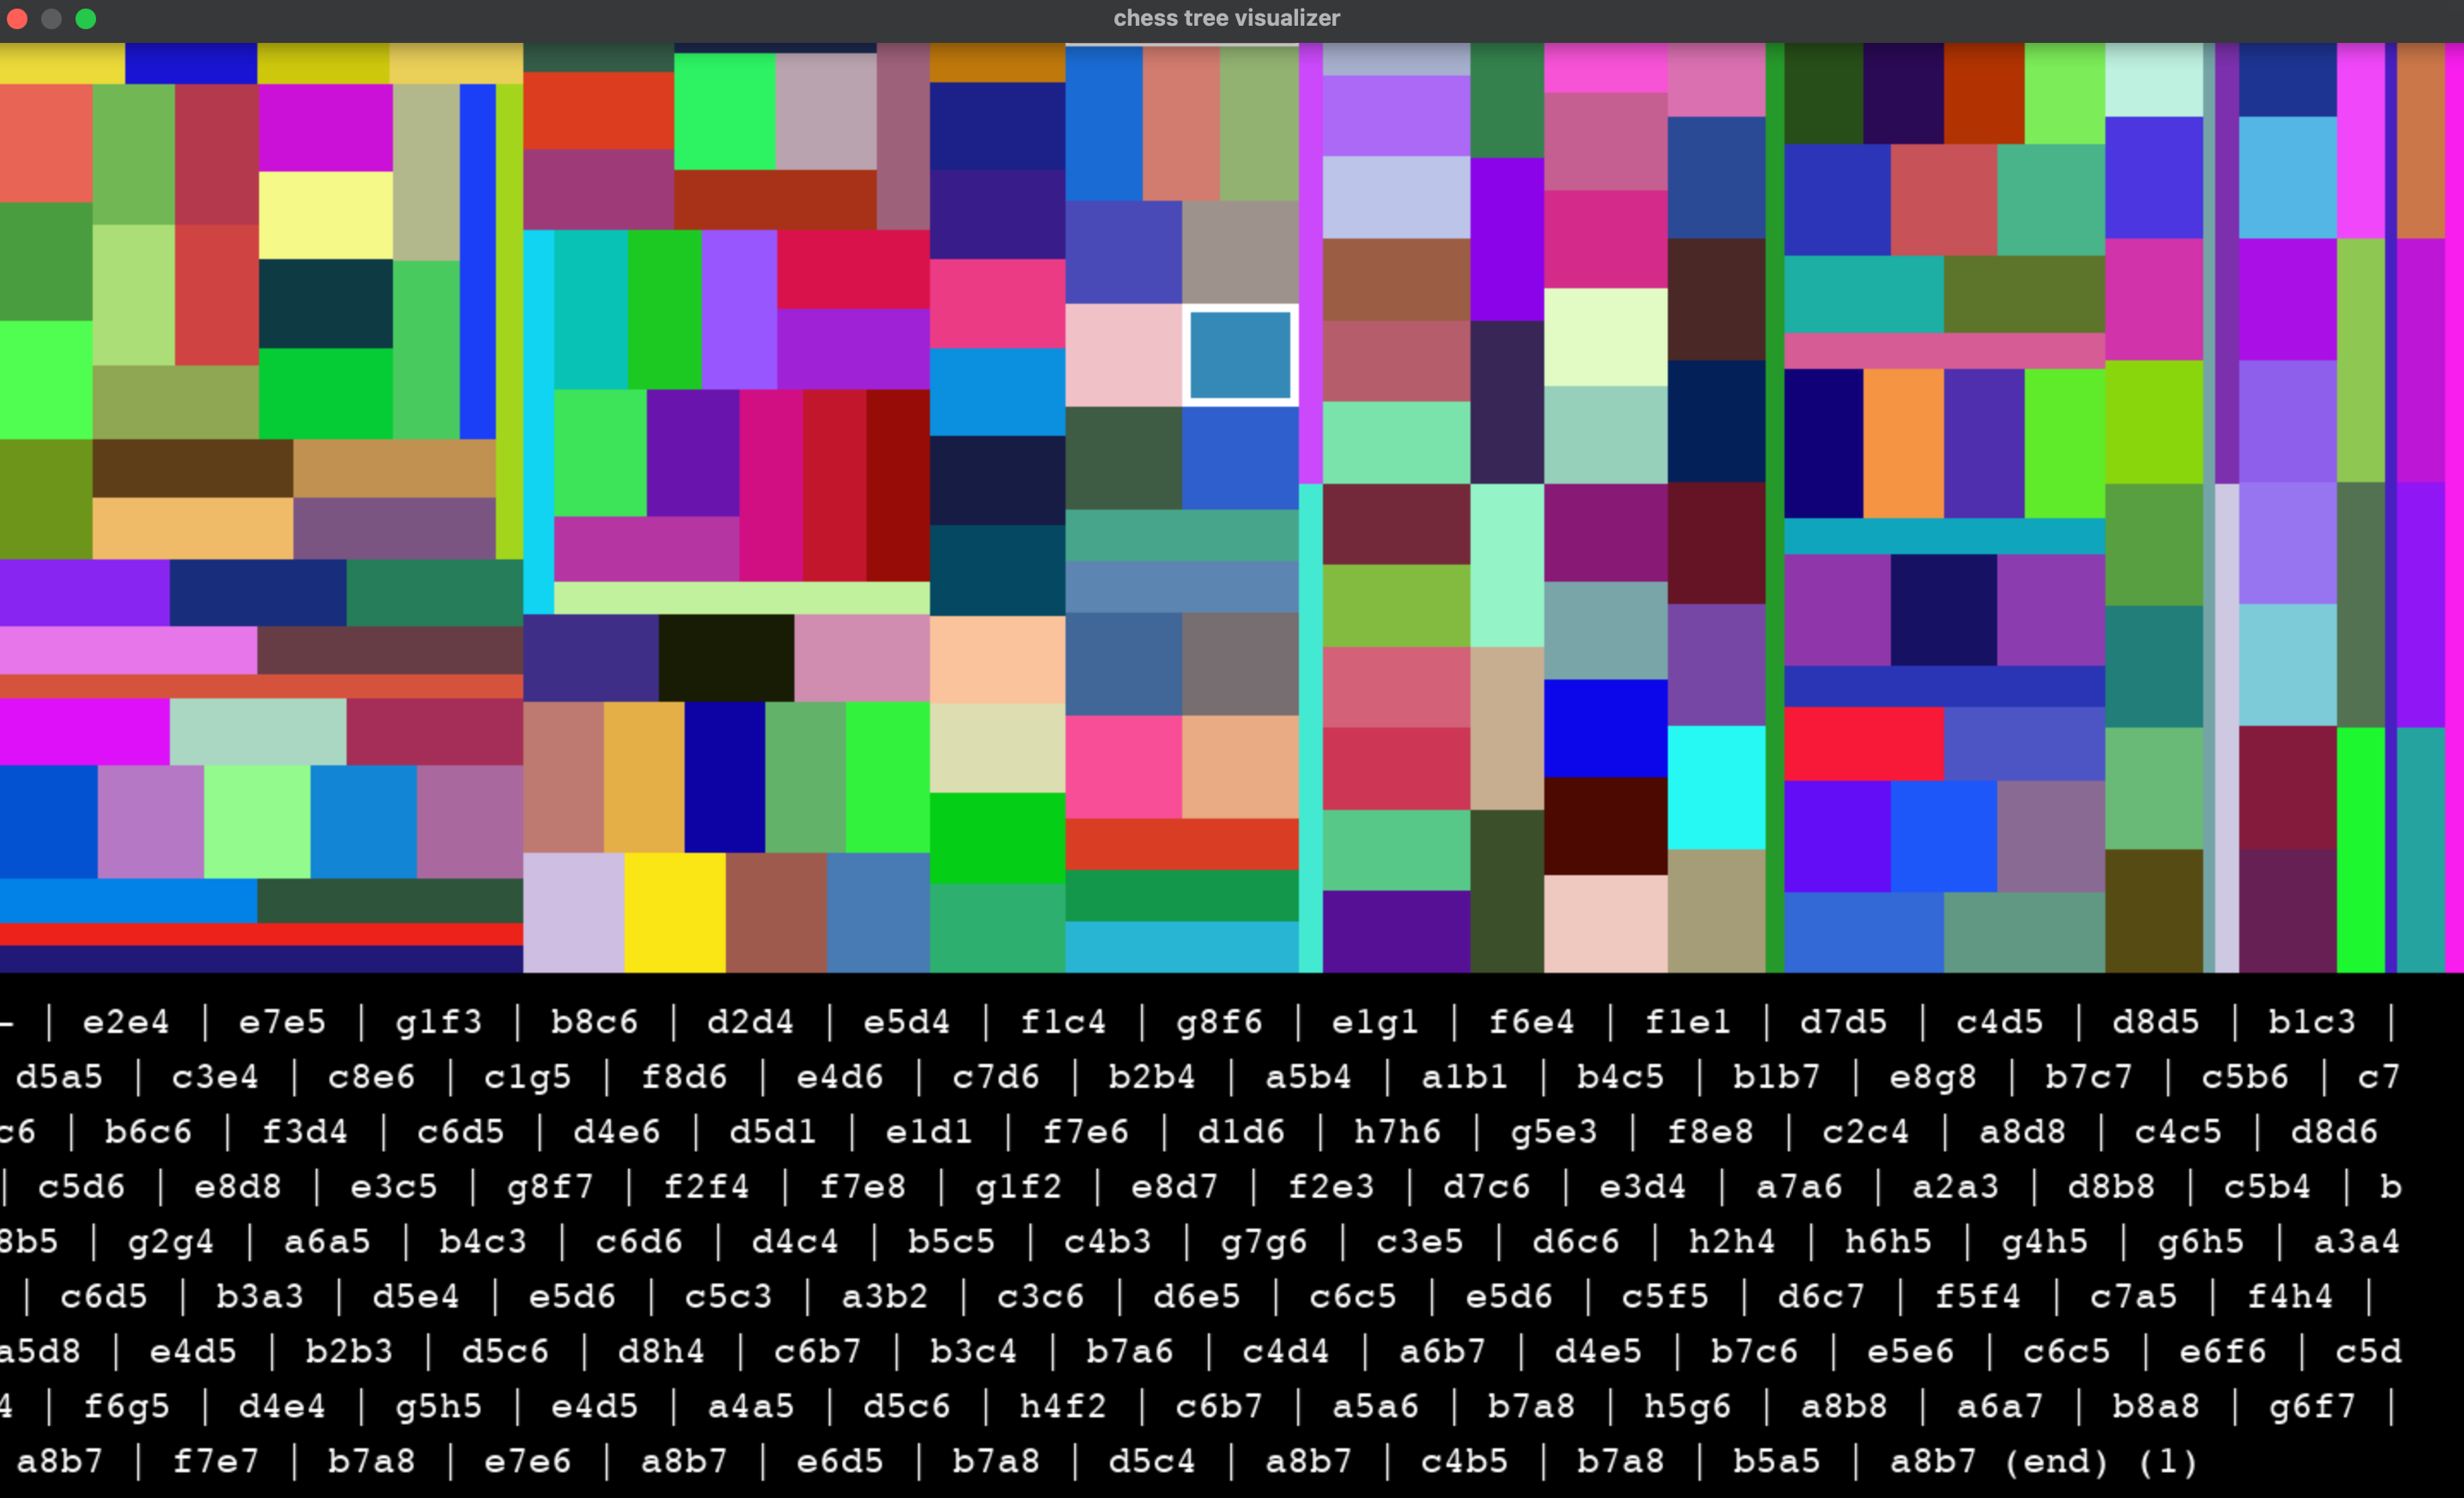 chess tree visualizer
- | e2e4 | e7e5 | g1f3 | b8c6 | d2d4 | e5d4 | f1c4 | g8f6 | e1g1 | f6e4 | f1e1 | d7d5 | c4d5 | d8d5 | b1c3 |
d5a5 | c3e4 | c8e6 | c1g5 | f8d6 | e4d6 | c7d6 | b2b4 | a5b4 | a1b1 | b4c5 | b1b7 | e8g8 | b7c7 | c5b6 | c7
c6 | b6c6 | f3d4 | c6d5 | d4e6 | d5d1 | e1d1 | f7e6 | d1d6 | h7h6 | g5e3 | f8e8 | c2c4 | a8d8 | c4c5 | d8d6
| c5d6 | e8d8 | e3c5 | g8f7 | f2f4 | f7e8 | g1f2 | e8d7 | f2e3 | d7c6 | e3d4 | a7a6 | a2a3 | d8b8 | c5b4 | b
8b5 | g2g4 | a6a5 | b4c3 | c6d6 | d4c4 | b5c5 | c4b3 | g7g6 | c3e5 | d6c6 | h2h4 | h6h5 | g4h5 | g6h5 | a3a4
| c6d5 | b3a3 | d5e4 | e5d6 | c5c3 | a3b2 | c3c6 | d6e5 | c6c5 | e5d6 | c5f5 | d6c7 | f5f4 | c7a5 | f4h4 |
a5d8 | e4d5 | b2b3 | d5c6 | d8h4 | c6b7 | b3c4 | b7a6 | c4d4 | a6b7 | d4e5 | b7c6 | e5e6 | c6c5 | e6f6 | c5d
4 | f6g5 | d4e4 | g5h5 | e4d5 | a4a5 | d5c6 | h4f2 | c6b7 | a5a6 | b7a8 | h5g6 | a8b8 | a6a7 | b8a8 | g6f7 |
a8b7 | f7e7 | b7a8 | e7e6 | a8b7 | e6d5 | b7a8 | d5c4 | a8b7 | c4b5 | b7a8 | b5a5 | a8b7 (end) (1)